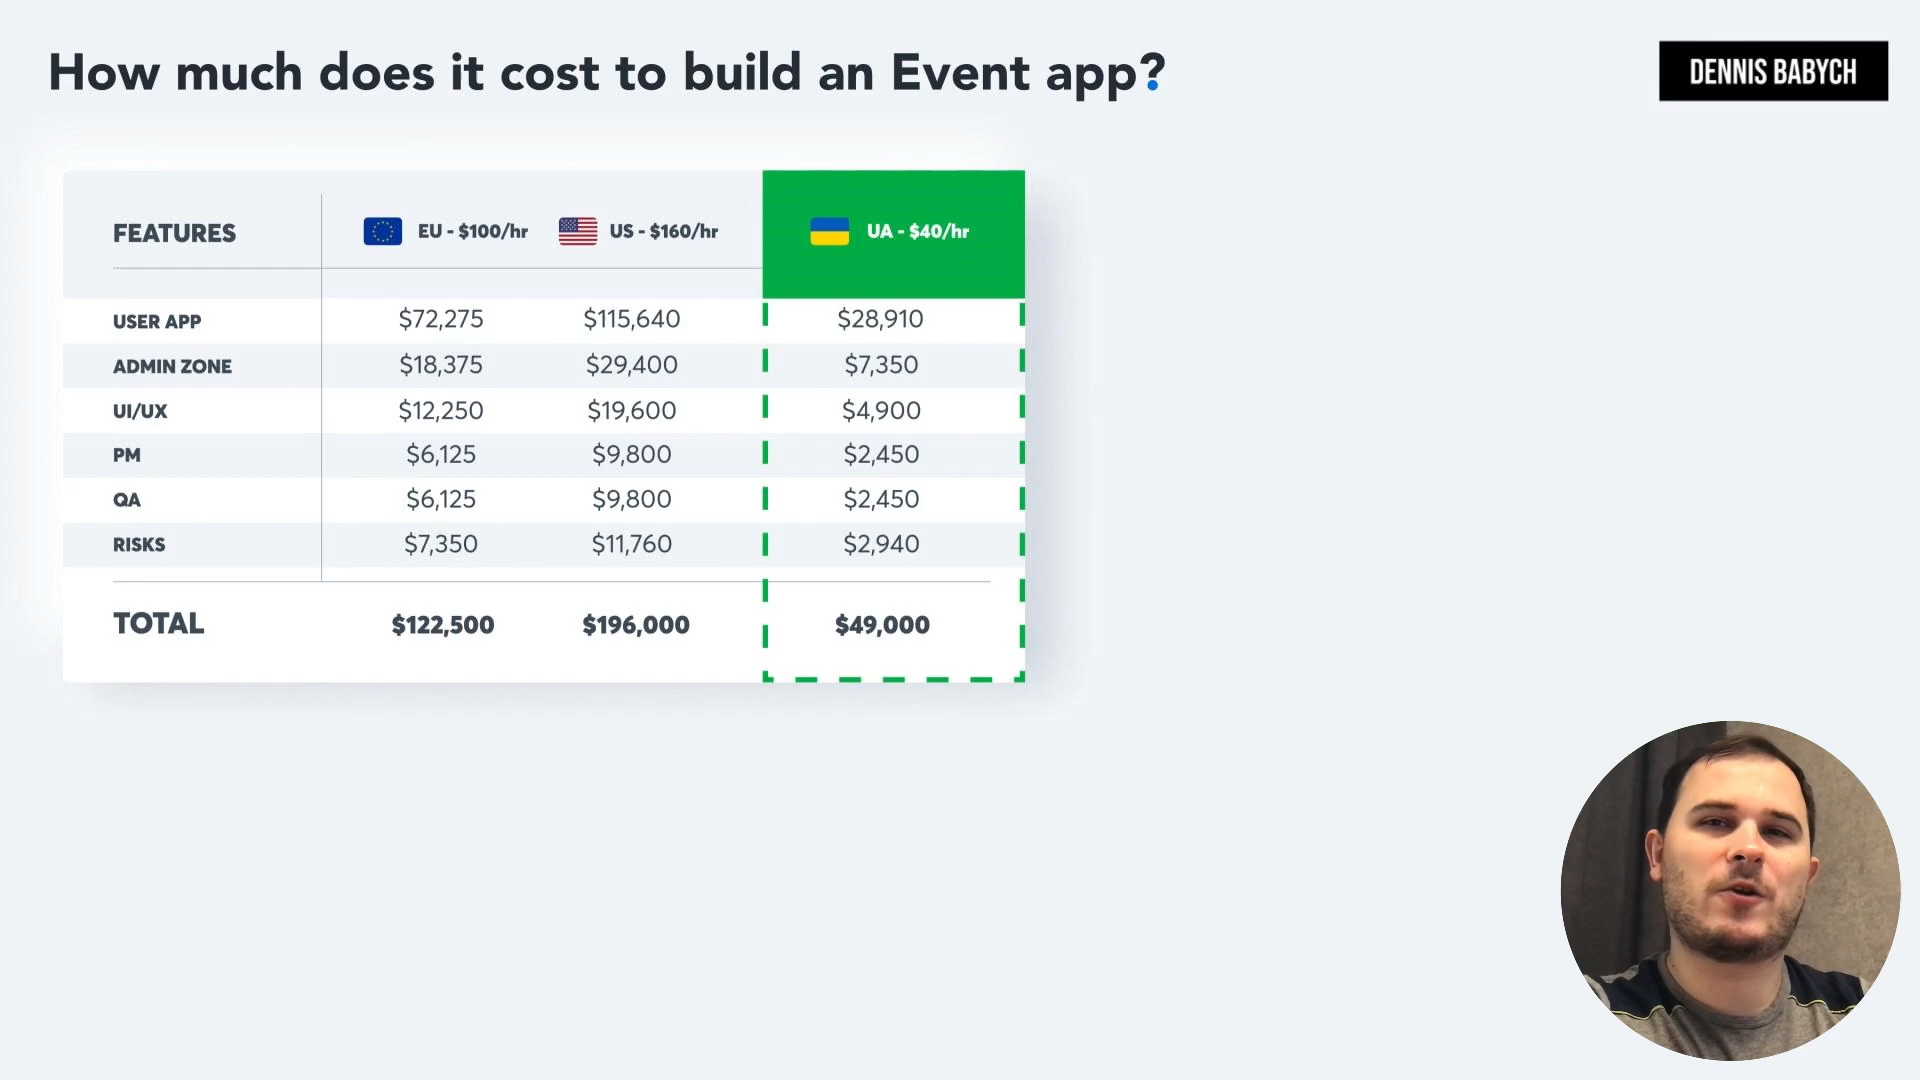 How much does it cost to build an Event app?
DENNIS BABYCH
FEATURES EU - $100/hr US - $160/hr UA - $40/hr
USER APP $72,275 $115,640 $28,910
ADMIN ZONE $18,375 $29,400 $7,350
UI/UX $12,250 $19,600 $4,900
PM $6,125 $9,800 $2,450
QA $6,125 $9,800 $2,450
RISKS $7,350 $11,760 $2,940
TOTAL $122,500 $196,000 $49,000